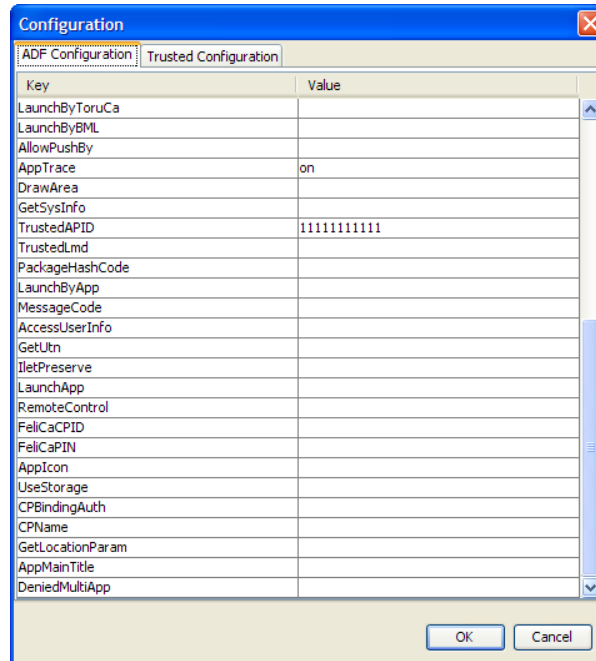 Configuration
ADF Configuration Trusted Configuration
Key Value
LaunchByToruCa
LaunchByBML
AllowPushBy
AppTrace on
DrawArea
GetSysInfo
TrustedAPID 11111111111
TrustedLmd
PackageHashCode
LaunchByApp
MessageCode
AccessUserInfo
GetUtn
IletPreserve
LaunchApp
RemoteControl
FeliCaCPID
FeliCaPIN
AppIcon
UseStorage
CPBindingAuth
CPName
GetLocationParam
AppMainTitle
DeniedMultiApp
OK Cancel